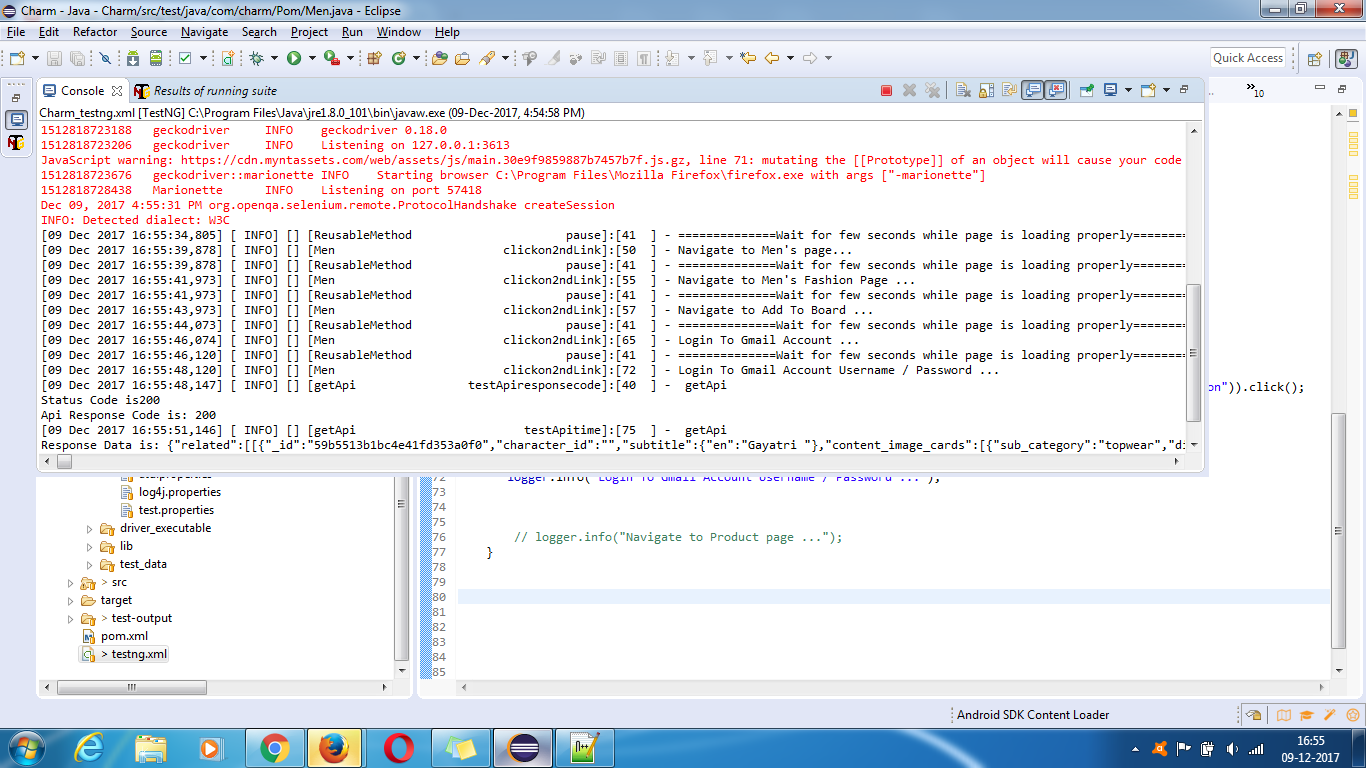 Charm - Java - Charm/src/test/java/com/charm/Pom/Men.java - Eclipse
File Edit Refactor Source Navigate Search Project Run Window Help
Quick Access
Console Results of running suite
Charm_testng.xml [TestNG] C:\Program Files\Java\jre1.8.0_101\bin\javaw.exe (09-Dec-2017, 4:54:58 PM)
10
1512818723188 geckodriver INFO geckodriver 0.18.0
1512818723206 geckodriver INFO Listening on 127.0.0.1:3613
JavaScript warning: https://cdn.myntassets.com/web/assets/js/main.30e9f9859887b7457b7f.js.gz, line 71: mutating the [[Prototype]] of an object will cause your code
1512818723676 geckodriver::marionette INFO Starting browser C:\Program Files\Mozilla Firefox\firefox.exe with args ["-marionette"]
1512818728438 Marionette INFO Listening on port 57418
Dec 09, 2017 4:55:31 PM org.openqa.selenium.remote.ProtocolHandshake createSession
INFO: Detected dialect: W3C
[09 Dec 2017 16:55:34,805] [ INFO] [] [ReusableMethod pause]:[41 ] - ==============Wait for few seconds while page is loading properly========
[09 Dec 2017 16:55:39,878] [ INFO] [] [Men clickon2ndLink]:[50 ] - Navigate to Men's page...
[09 Dec 2017 16:55:39,878] [ INFO] [] [ReusableMethod pause]:[41 ] - ==============Wait for few seconds while page is loading properly========
[09 Dec 2017 16:55:41,973] [ INFO] [] [Men clickon2ndLink]:[55 ] - Navigate to Men's Fashion Page ...
[09 Dec 2017 16:55:41,973] [ INFO] [] [ReusableMethod pause]:[41 ] - ==============Wait for few seconds while page is loading properly========
[09 Dec 2017 16:55:43,973] [ INFO] [] [Men clickon2ndLink]:[57 ] - Navigate to Add To Board ...
[09 Dec 2017 16:55:44,073] [ INFO] [] [ReusableMethod pause]:[41 ] - ==============Wait for few seconds while page is loading properly========
[09 Dec 2017 16:55:46,074] [ INFO] [] [Men clickon2ndLink]:[65 ] - Login To Gmail Account ...
[09 Dec 2017 16:55:46,120] [ INFO] [] [ReusableMethod pause]:[41 ] - ==============Wait for few seconds while page is loading properly========
[09 Dec 2017 16:55:48,120] [ INFO] [] [Men clickon2ndLink]:[72 ] - Login To Gmail Account Username / Password ...
[09 Dec 2017 16:55:48,147] [ INFO] [] [getApi testApiresponsecode]:[40 ] - getApi
Status Code is200
Api Response Code is: 200
[09 Dec 2017 16:55:51,146] [ INFO] [] [getApi testApitime]:[75 ] - getApi
Response Data is: {"related":[[{"_id":"59b5513b1bc4e41fd353a0f0","character_id":"","subtitle":{"en":"Gayatri "},"content_image_cards":[{"sub_category":"topwear","di
on")).click();
log4j.properties
test.properties
driver_executable
lib
test_data
> src
target
> test-output
pom.xml
> testng.xml
72 logger.info("Login To Gmail Account Username / Password ...");
73
74
75
76 // logger.info("Navigate to Product page ...");
77 }
78
79
80
81
82
83
84
85
Android SDK Content Loader
16:55
09-12-2017